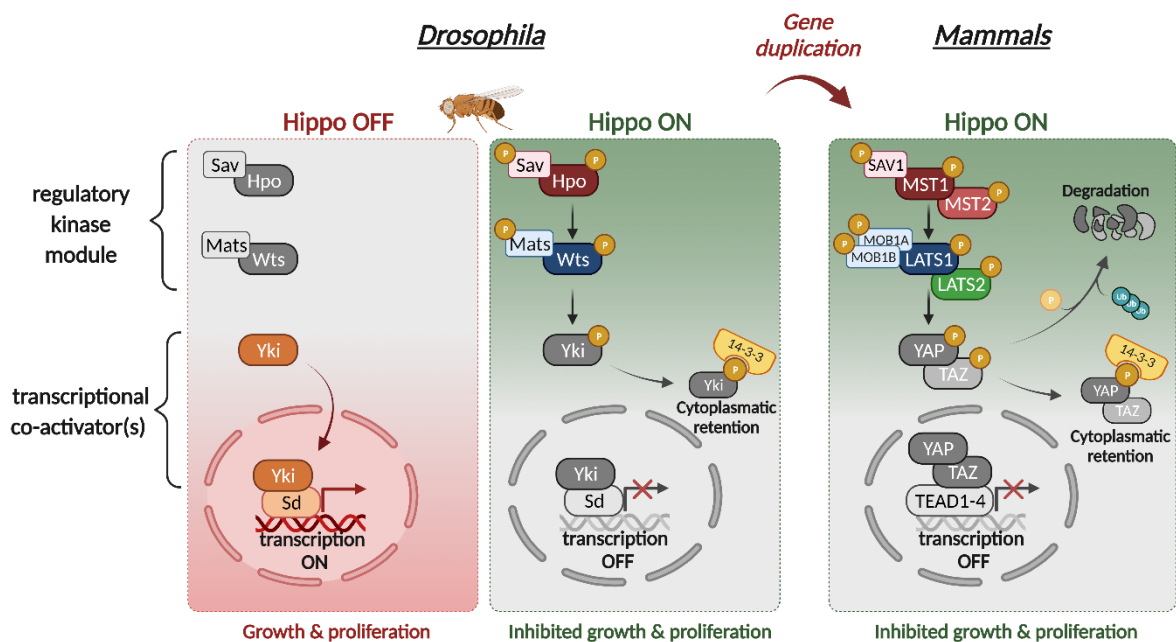 Drosophila
Gene
duplication
Mammals
Hippo OFF
Hippo ON
Hippo ON
regulatory
kinase
module
transcriptional
co-activator(s)
Sav
Hpo
Mats
Wts
Yki
Yki
Sd
transcription
ON
Growth & proliferation
P
Sav
P
Hpo
P
Mats
P
Wts
P
Yki
14-3-3
P
Yki
Cytoplasmatic
retention
Yki
Sd
transcription
OFF
Inhibited growth & proliferation
P
SAV1
P
MST1
P
MST2
Degradation
P
P
MOB1A
MOB1B
P
LATS1
P
LATS2
P
Ub
Ub
Ub
P
YAP
P
TAZ
14-3-3
P
YAP
TAZ
Cytoplasmatic
retention
YAP
TAZ
TEAD1-4
transcription
OFF
Inhibited growth & proliferation